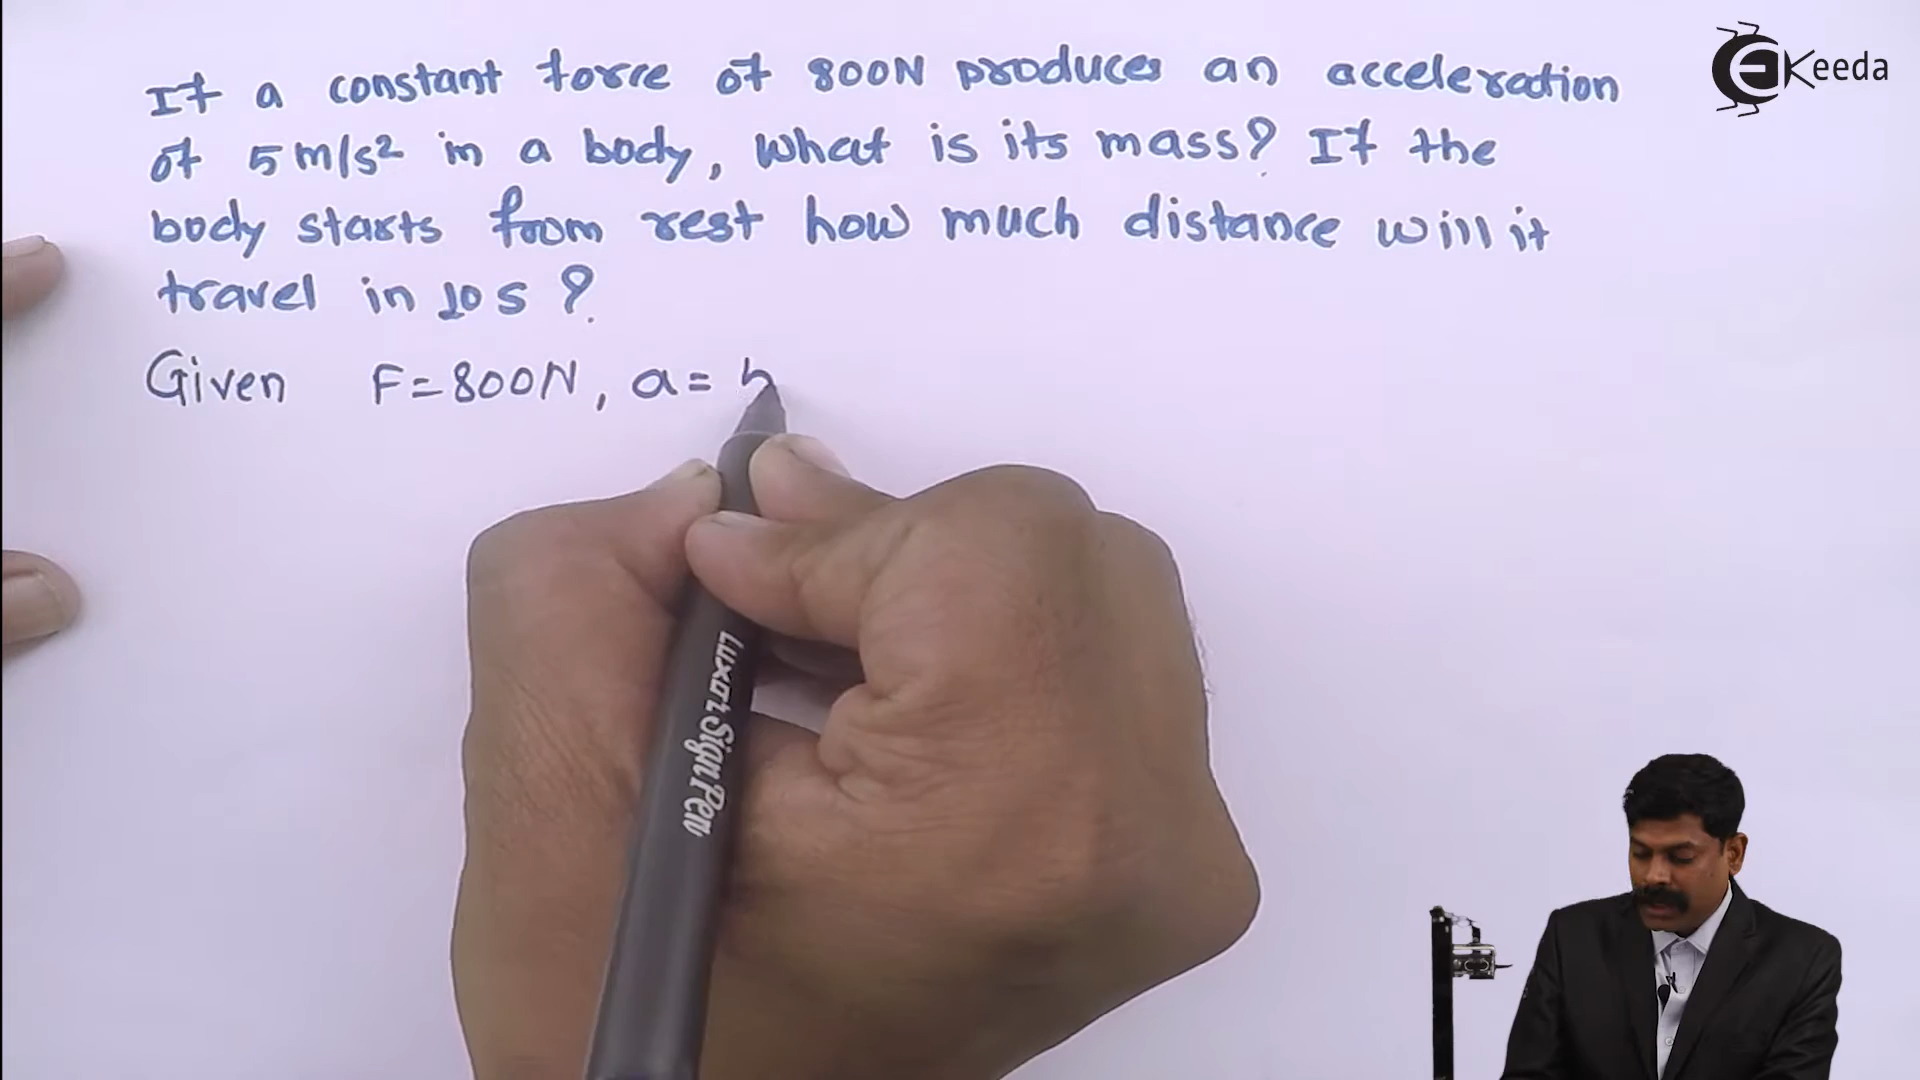 If a constant force of 800N produces an acceleration
of 5 m/s² in a body, what is its mass? If the
body starts from rest how much distance will it
travel in 10 s ?
Given F=800N, a= 5
Luxor Sign Pen
EKeeda